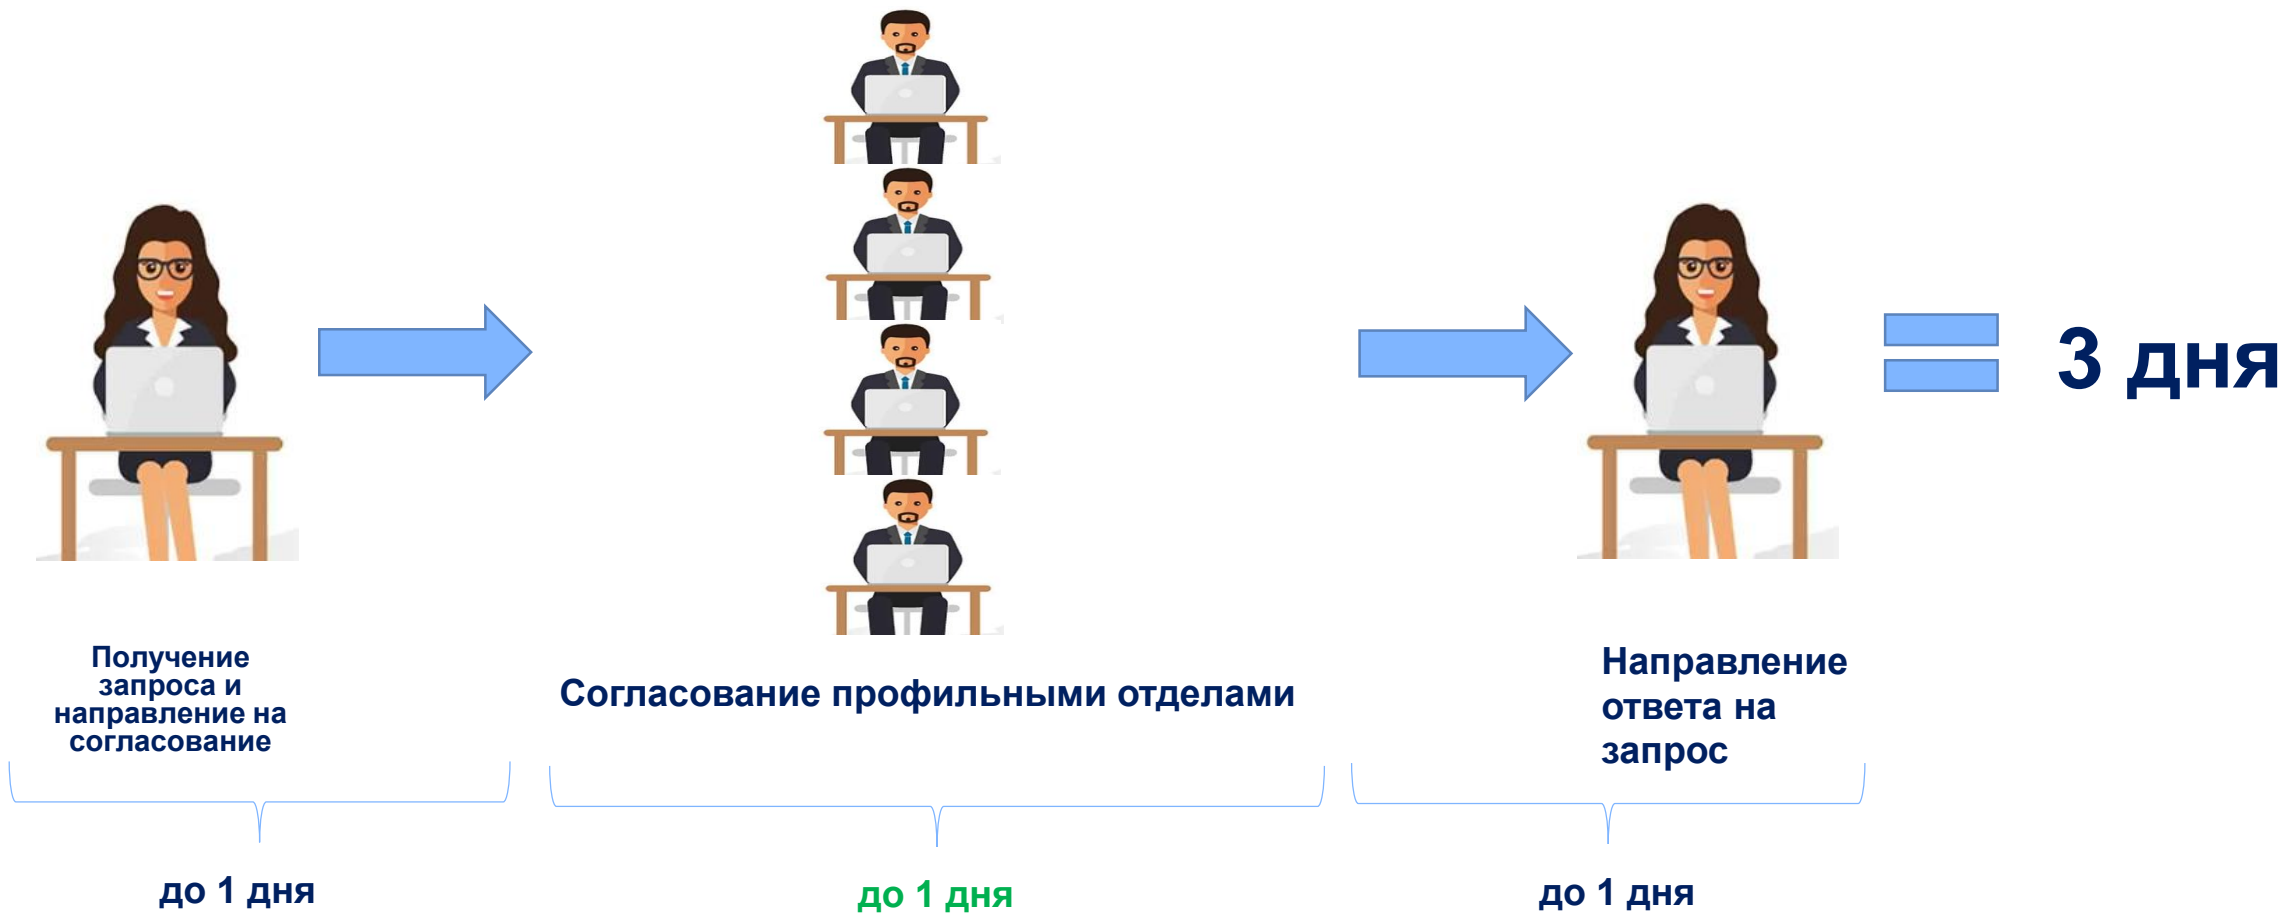 Получение
запроса и
направление на
согласование
Согласование профильными отделами
Направление
ответа на
запрос
3 дня
до 1 дня
до 1 дня
до 1 дня